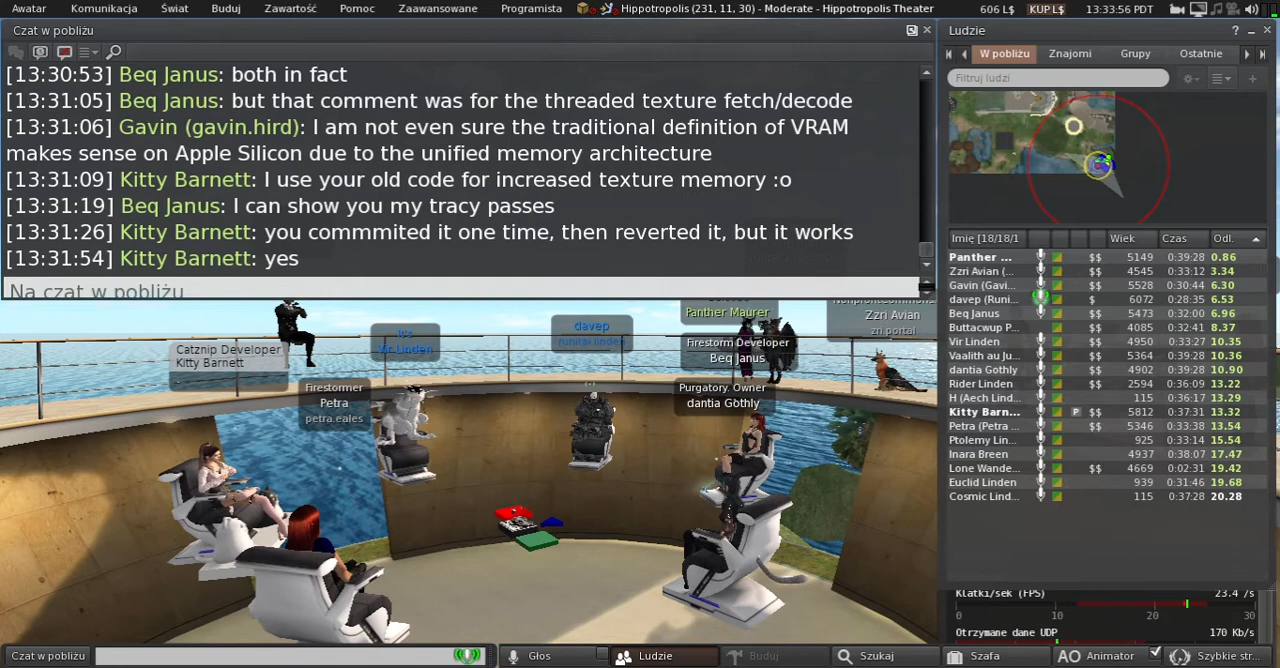 Awatar Komunikacja Świat Buduj Zawartość Pomoc Zaawansowane Programista Hippotropolis (231, 11, 30) - Moderate - Hippotropolis Theater 606 L$ KUP L$ 13:33:56 PDT
Czat w pobliżu
[13:30:53] Beq Janus: both in fact
[13:31:05] Beq Janus: but that comment was for the threaded texture fetch/decode
[13:31:06] Gavin (gavin.hird): I am not even sure the traditional definition of VRAM
makes sense on Apple Silicon due to the unified memory architecture
[13:31:09] Kitty Barnett: I use your old code for increased texture memory :o
[13:31:19] Beq Janus: I can show you my tracy passes
[13:31:26] Kitty Barnett: you commmited it one time, then reverted it, but it works
[13:31:54] Kitty Barnett: yes
Na czat w pobliżu
Catznip Developer
Kitty Barnett
Firestormer
Petra
petra.eales
It's
Vir Linden
davep
runitai linden
Panther Maurer
Firestorm Developer
Beq Janus
Purgatory. Owner
dantia Gothly
Zzri Avian
zri portal
Ludzie
W pobliżu Znajomi Grupy Ostatnie
Filtruj ludzi
Imię [18/18/1 Wiek Czas Odl.
Panther ... $$ 5149 0:39:28 0.86
Zzri Avian (... $$ 4545 0:33:12 3.34
Gavin (Gavi... $$ 5528 0:30:44 6.30
davep (Runi... $ 6072 0:28:35 6.53
Beq Janus $$ 5473 0:32:00 6.96
Buttacwup P... $$ 4085 0:32:41 8.37
Vir Linden $$ 4950 0:33:27 10.35
Vaalith au Ju... $$ 5364 0:39:28 10.36
dantia Gothly $$ 4902 0:39:28 10.90
Rider Linden $$ 2594 0:36:09 13.22
H (Aech Lind... 115 0:36:17 13.29
Kitty Barn... P $$ 5812 0:37:31 13.32
Petra (Petra ... $$ 5346 0:33:38 13.54
Ptolemy Lin... 925 0:33:14 15.54
Inara Breen 4937 0:38:07 17.47
Lone Wande... $$ 4669 0:02:31 19.42
Euclid Linden 939 0:31:46 19.68
Cosmic Lind... 115 0:37:28 20.28
Klatki/sek (FPS) 23.4 /s
0 10 20 30
Otrzymane dane UDP 170 Kb/s
Czat w pobliżu Głos Ludzie Buduj Szukaj Szafa AO Animator Szybkie str...